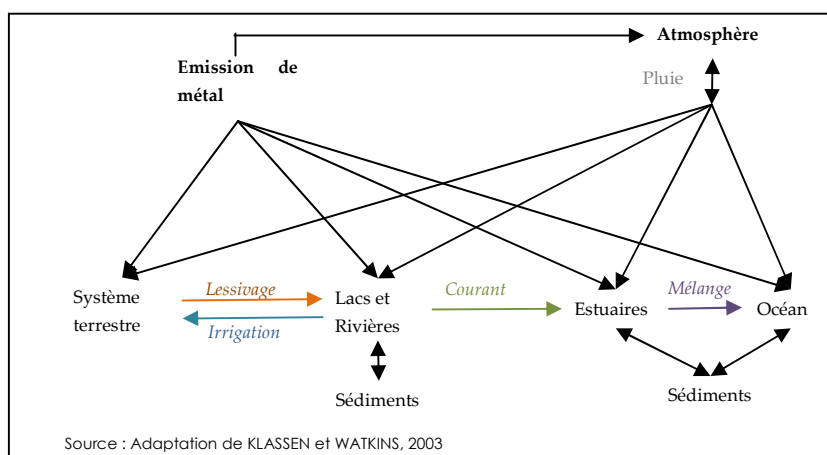 Atmosphère
Emission de
métal
Pluie
Système
terrestre
Lessivage
Irrigation
Lacs et
Rivières
Courant
Estuaires
Mélange
Océan
Sédiments
Sédiments
Source : Adaptation de KLASSEN et WATKINS, 2003